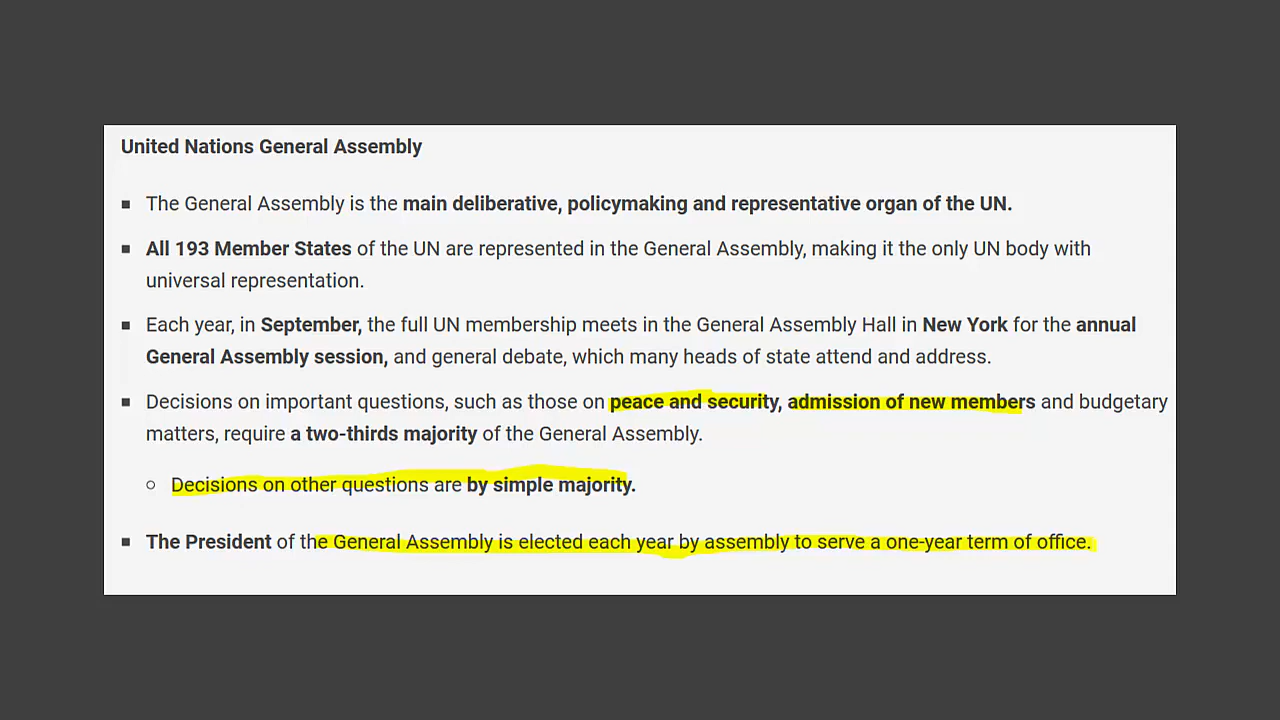 United Nations General Assembly
▪ The General Assembly is the main deliberative, policymaking and representative organ of the UN.
▪ All 193 Member States of the UN are represented in the General Assembly, making it the only UN body with
universal representation.
▪ Each year, in September, the full UN membership meets in the General Assembly Hall in New York for the annual
General Assembly session, and general debate, which many heads of state attend and address.
▪ Decisions on important questions, such as those on peace and security, admission of new members and budgetary
matters, require a two-thirds majority of the General Assembly.
○ Decisions on other questions are by simple majority.
▪ The President of the General Assembly is elected each year by assembly to serve a one-year term of office.